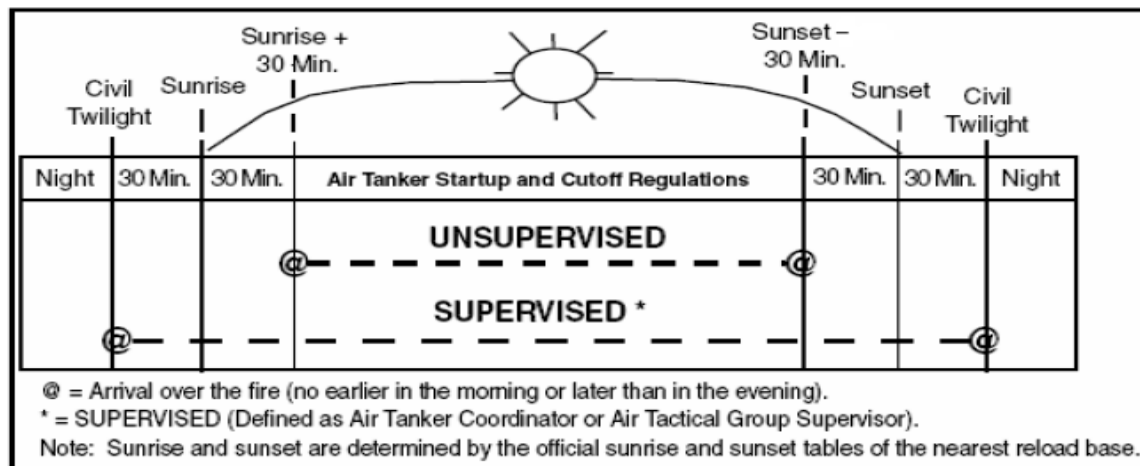 Sunrise +
30 Min.
Sunset –
30 Min.
Civil
Twilight
Sunrise
Sunset
Civil
Twilight
Night
30 Min.
30 Min.
Air Tanker Startup and Cutoff Regulations
30 Min.
30 Min.
Night
UNSUPERVISED
@
@
SUPERVISED *
@
@
@ = Arrival over the fire (no earlier in the morning or later than in the evening).
* = SUPERVISED (Defined as Air Tanker Coordinator or Air Tactical Group Supervisor).
Note: Sunrise and sunset are determined by the official sunrise and sunset tables of the nearest reload base.